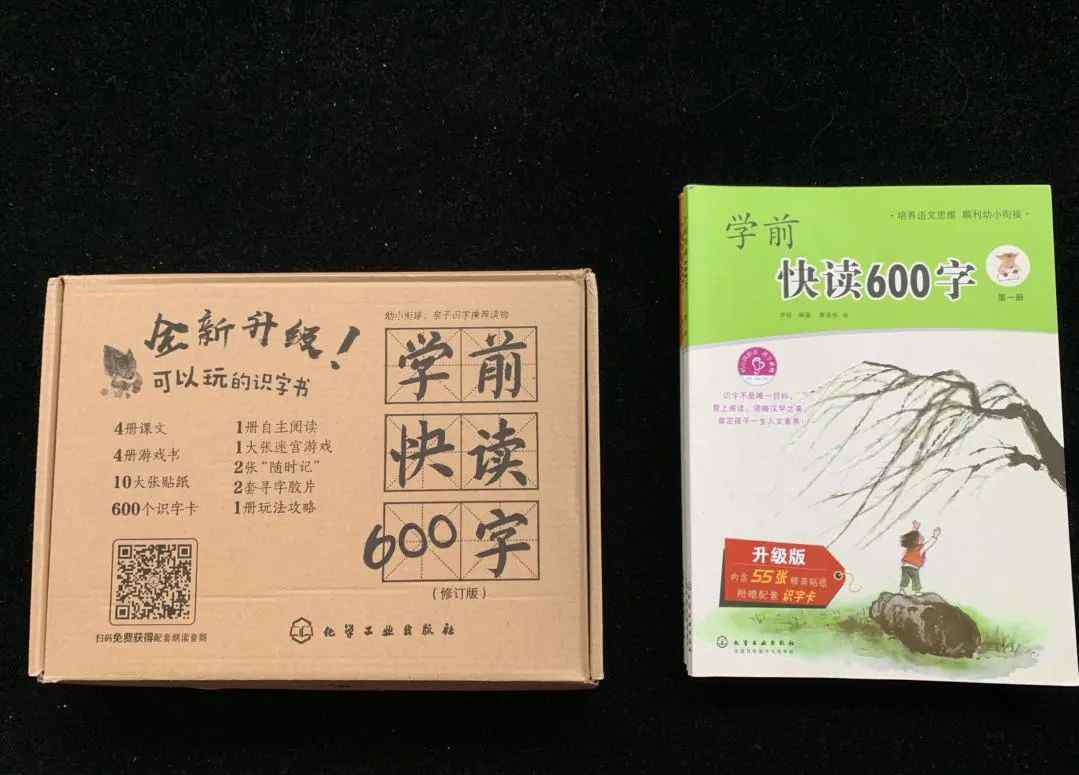 全新升级!
可以玩的识字书
4册课文
4册游戏书
10大张贴纸
600个识字卡
1册自主阅读
1大张迷宫游戏
2张“随时记”
2套寻字胶片
1册玩法攻略
扫码免费获得配套朗读音频
幼小衔接、亲子识字推荐读物
学前
快读
600字
(修订版)
化学工业出版社
·培养语文思维 顺利幼小衔接·
学前
快读600字
第一册
识字不是唯一目标,
爱上阅读、领略汉字之美,
奠定孩子一生人文素养
升级版
内含55张精美贴纸
附赠配套识字卡
化学工业出版社